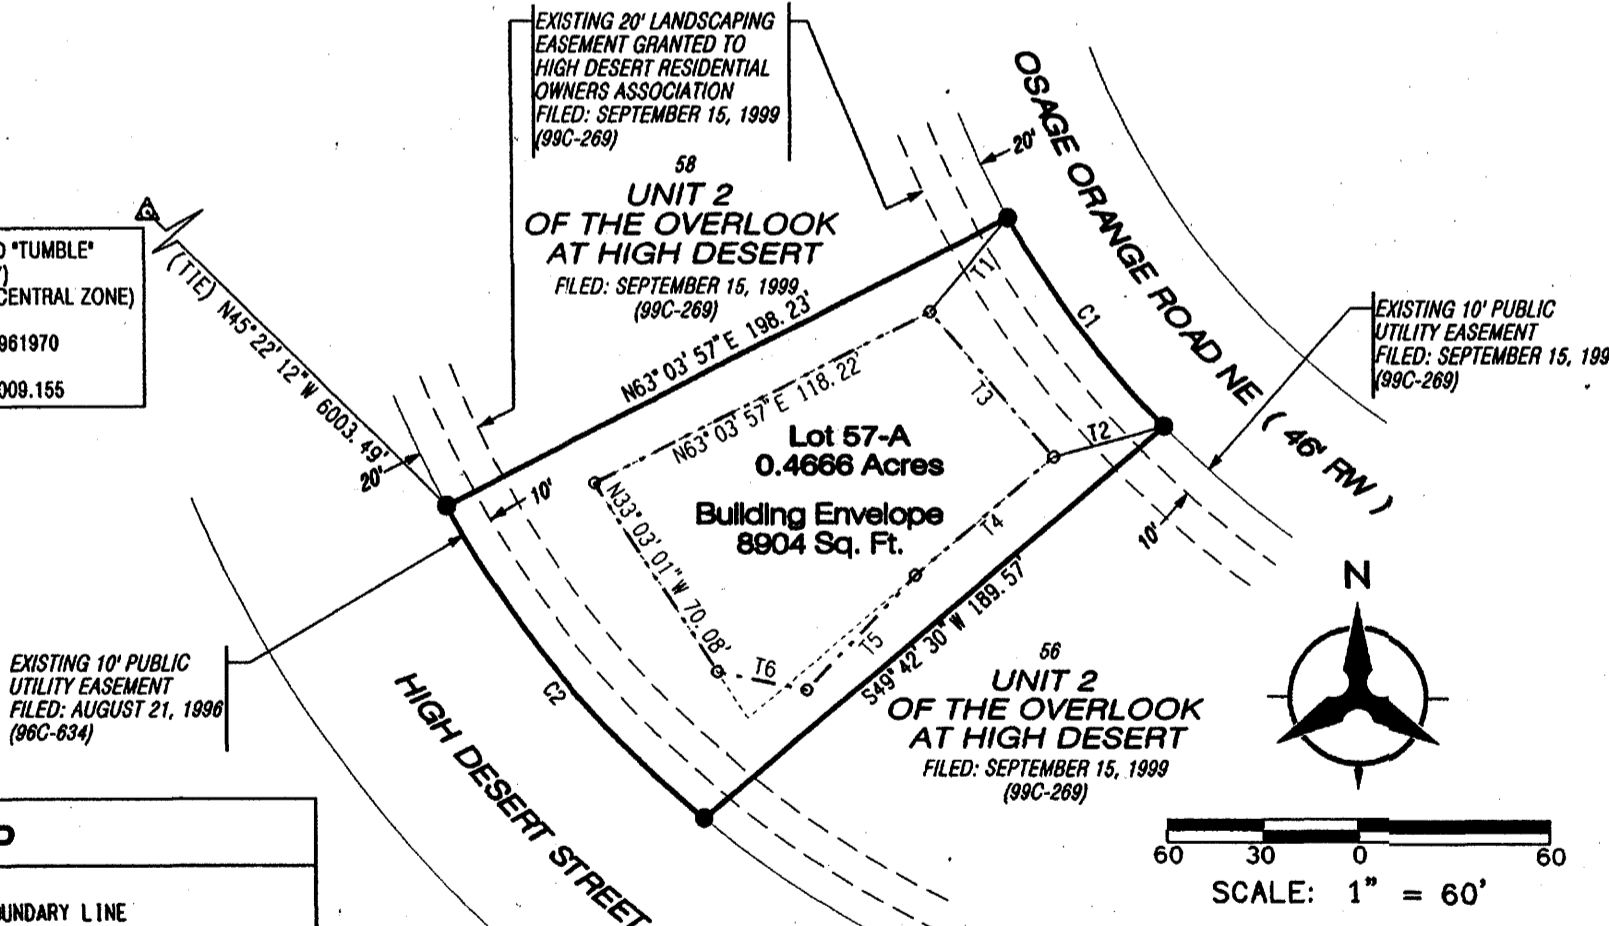 EXISTING 20' LANDSCAPING
EASEMENT GRANTED TO
HIGH DESERT RESIDENTIAL
OWNERS ASSOCIATION
FILED: SEPTEMBER 15, 1999
(99C-269)
58
UNIT 2
OF THE OVERLOOK
AT HIGH DESERT
FILED: SEPTEMBER 15, 1999
(99C-269)
OSAGE ORANGE ROAD NE ( 46' RW )
20'
"TUMBLE"
CENTRAL ZONE)
961970
009.155
(TIE) N45° 22' 12" W 6003.49'
N63° 03' 57" E 198.23'
T1
C1
EXISTING 10' PUBLIC
UTILITY EASEMENT
FILED: SEPTEMBER 15, 199
(99C-269)
N63° 03' 57" E 118.22'
T3
T2
Lot 57-A
0.4666 Acres
Building Envelope
8904 Sq. Ft.
20'
10'
N33° 03' 01" W 70.08'
T4
10'
T5
T6
S49° 42' 30" W 189.57'
N
EXISTING 10' PUBLIC
UTILITY EASEMENT
FILED: AUGUST 21, 1996
(96C-634)
C2
HIGH DESERT STREET
56
UNIT 2
OF THE OVERLOOK
AT HIGH DESERT
FILED: SEPTEMBER 15, 1999
(99C-269)
60 30 0 60
SCALE: 1" = 60'
UNDARY LINE